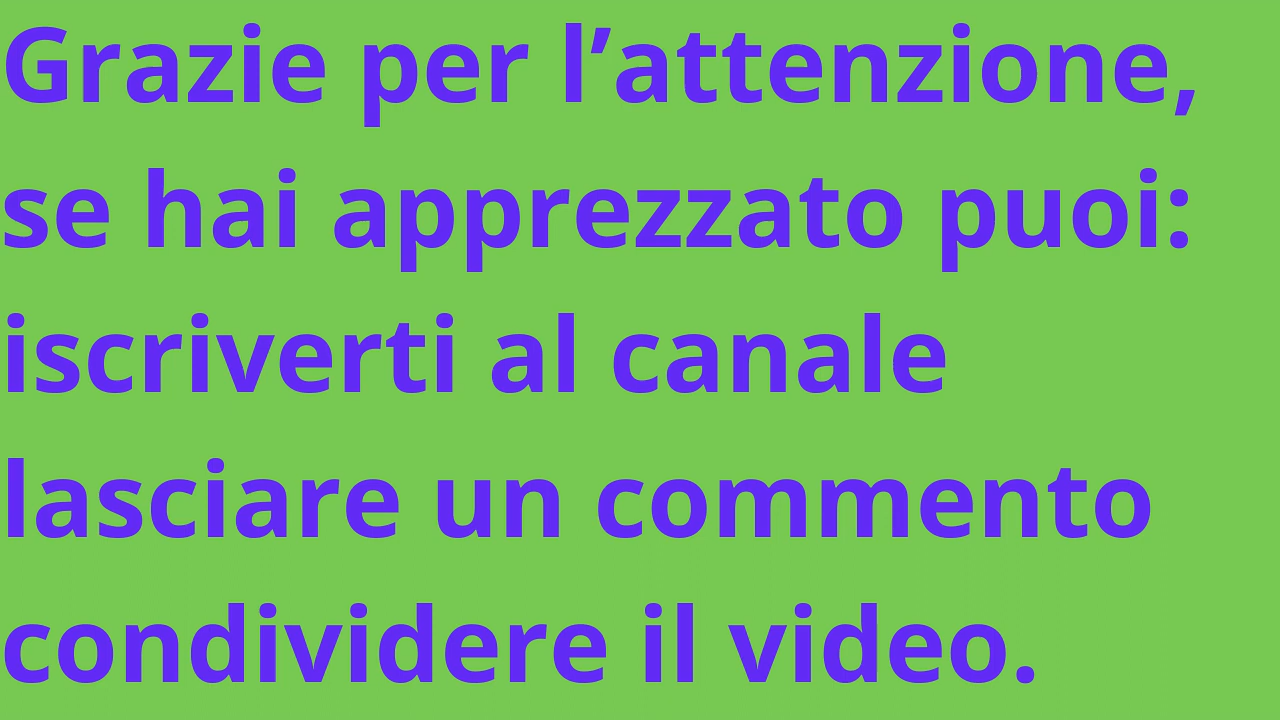 Grazie per l’attenzione,
se hai apprezzato puoi:
iscriverti al canale
lasciare un commento
condividere il video.